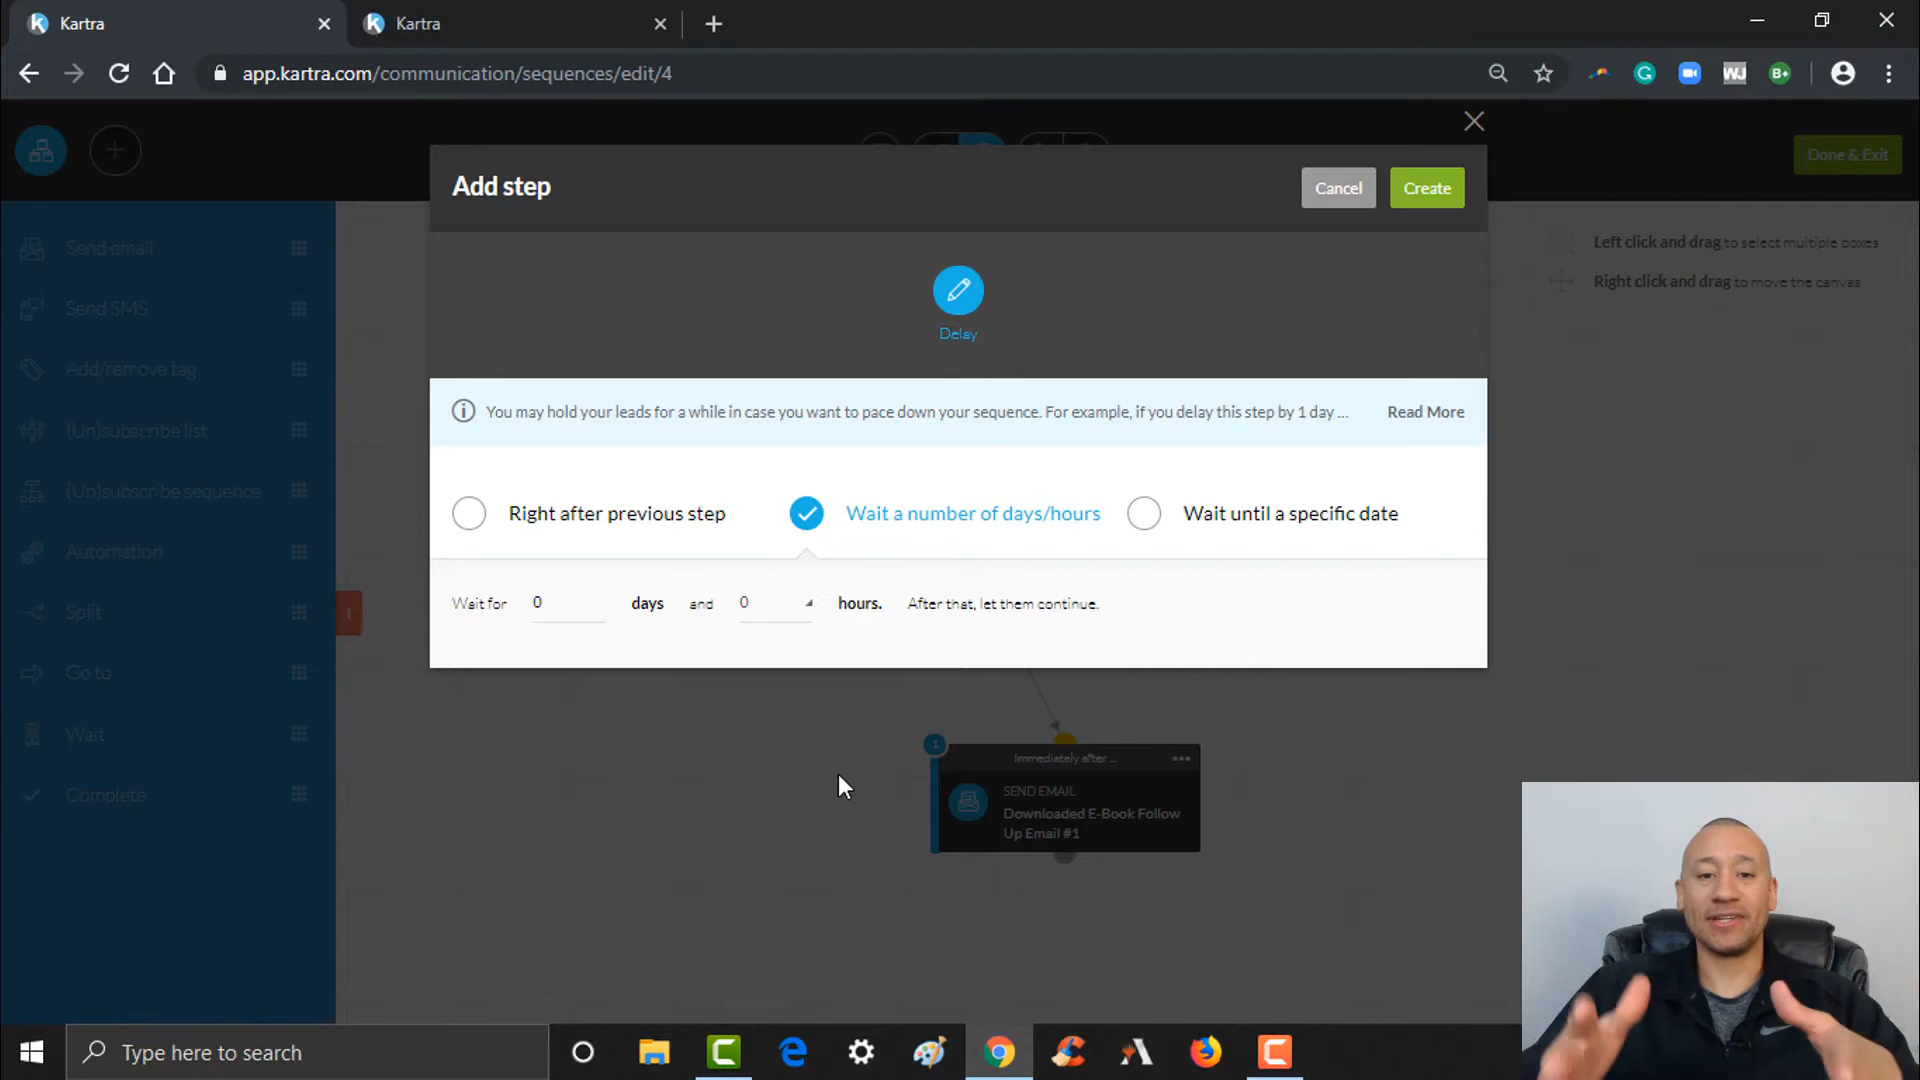 Kartra
Kartra
app.kartra.com/communication/sequences/edit/4
WJ
B+
Done & Exit
Add step
Cancel
Create
Delay
You may hold your leads for a while in case you want to pace down your sequence. For example, if you delay this step by 1 day ...
Read More
Right after previous step
Wait a number of days/hours
Wait until a specific date
Wait for 0 days and 0 hours. After that, let them continue.
Send email
Send SMS
Add/remove tag
(Un)subscribe list
(Un)subscribe sequence
Automation
Split
Go to
Wait
Complete
Left click and drag to select multiple boxes
Right click and drag to move the canvas
1
Immediately after ...
SEND EMAIL
Downloaded E-Book Follow
Up Email #1
Type here to search